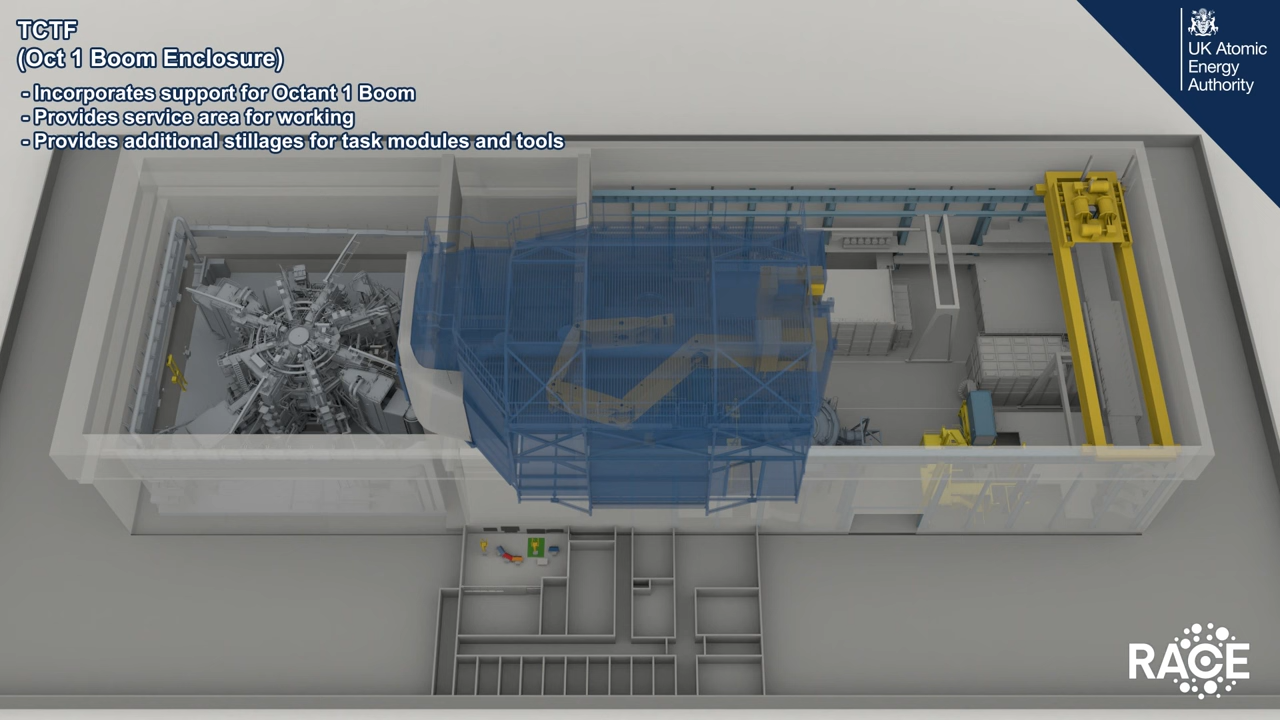 TCTF
(Oct 1 Boom Enclosure)
- Incorporates support for Octant 1 Boom
- Provides service area for working
- Provides additional stillages for task modules and tools
UK Atomic
Energy
Authority
RACE